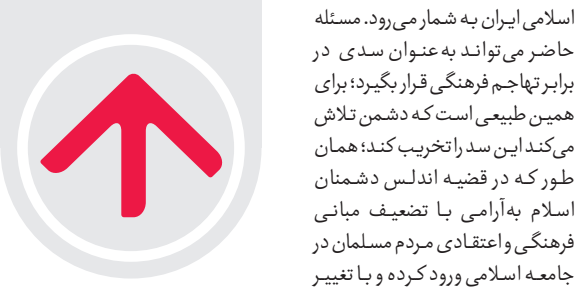 اسلامی ایران به شمار می‌رود. مسئله
حاضر می‌تواند به عنوان سدی در
برابر تهاجم فرهنگی قرار بگیرد؛ برای
همین طبیعی است که دشمن تلاش
می‌کند این سد را تخریب کند؛ همان
طور که در قضیه اندلس دشمنان
اسلام به‌آرامی با تضعیف مبانی
فرهنگی و اعتقادی مردم مسلمان در
جامعه اسلامی ورود کرده و با تغییر